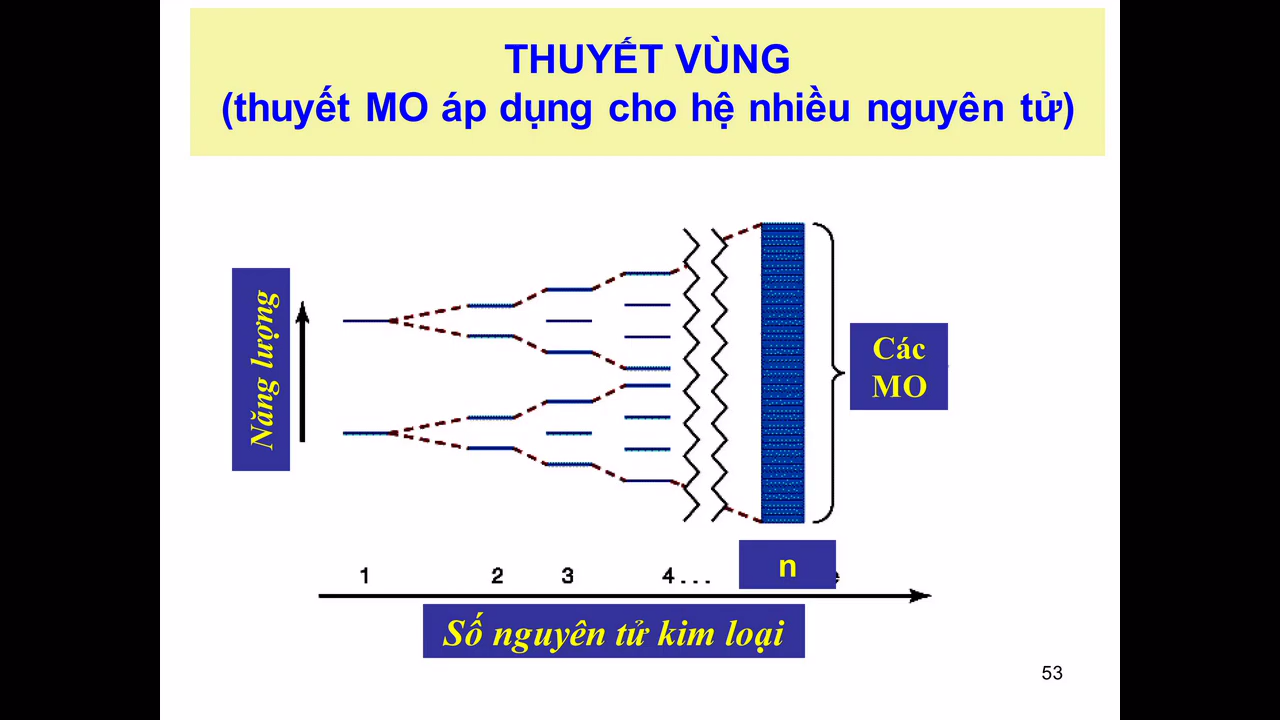 THUYẾT VÙNG
(thuyết MO áp dụng cho hệ nhiều nguyên tử)
Năng lượng
Các
MO
1 2 3 4 . . . n
Số nguyên tử kim loại
53